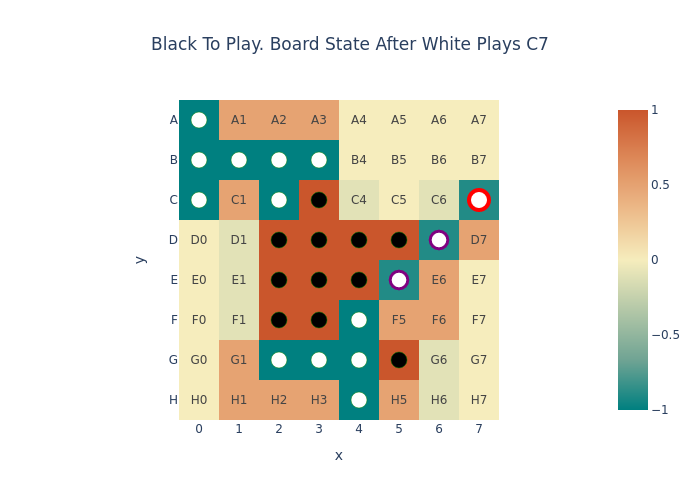 Black To Play. Board State After White Plays C7
A A1 A2 A3 A4 A5 A6 A7
B B4 B5 B6 B7
C C1 C4 C5 C6
D D0 D1 D7
E E0 E1 E6 E7
F F0 F1 F5 F6 F7
G G0 G1 G6 G7
H H0 H1 H2 H3 H5 H6 H7
0 1 2 3 4 5 6 7
x
y
1
0.5
0
−0.5
−1